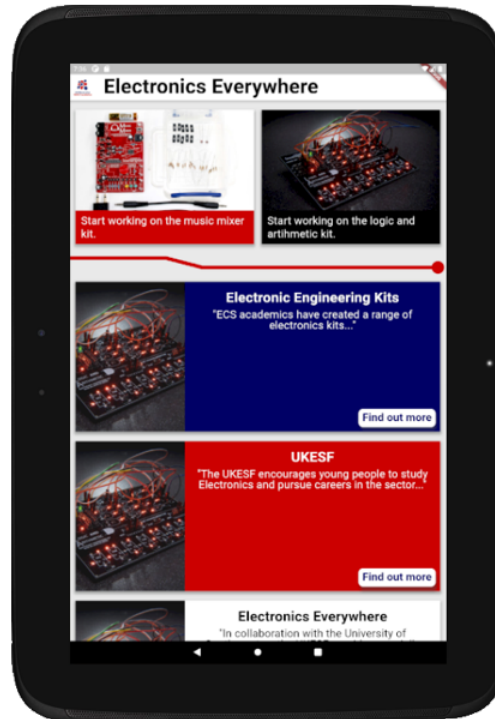 Electronics Everywhere
Start working on the music mixer
kit.
Start working on the logic and
artihmetic kit.
Electronic Engineering Kits
"ECS academics have created a range of
electronics kits..."
Find out more
UKESF
"The UKESF encourages young people to study
Electronics and pursue careers in the sector..."
Find out more
Electronics Everywhere
"In collaboration with the University of